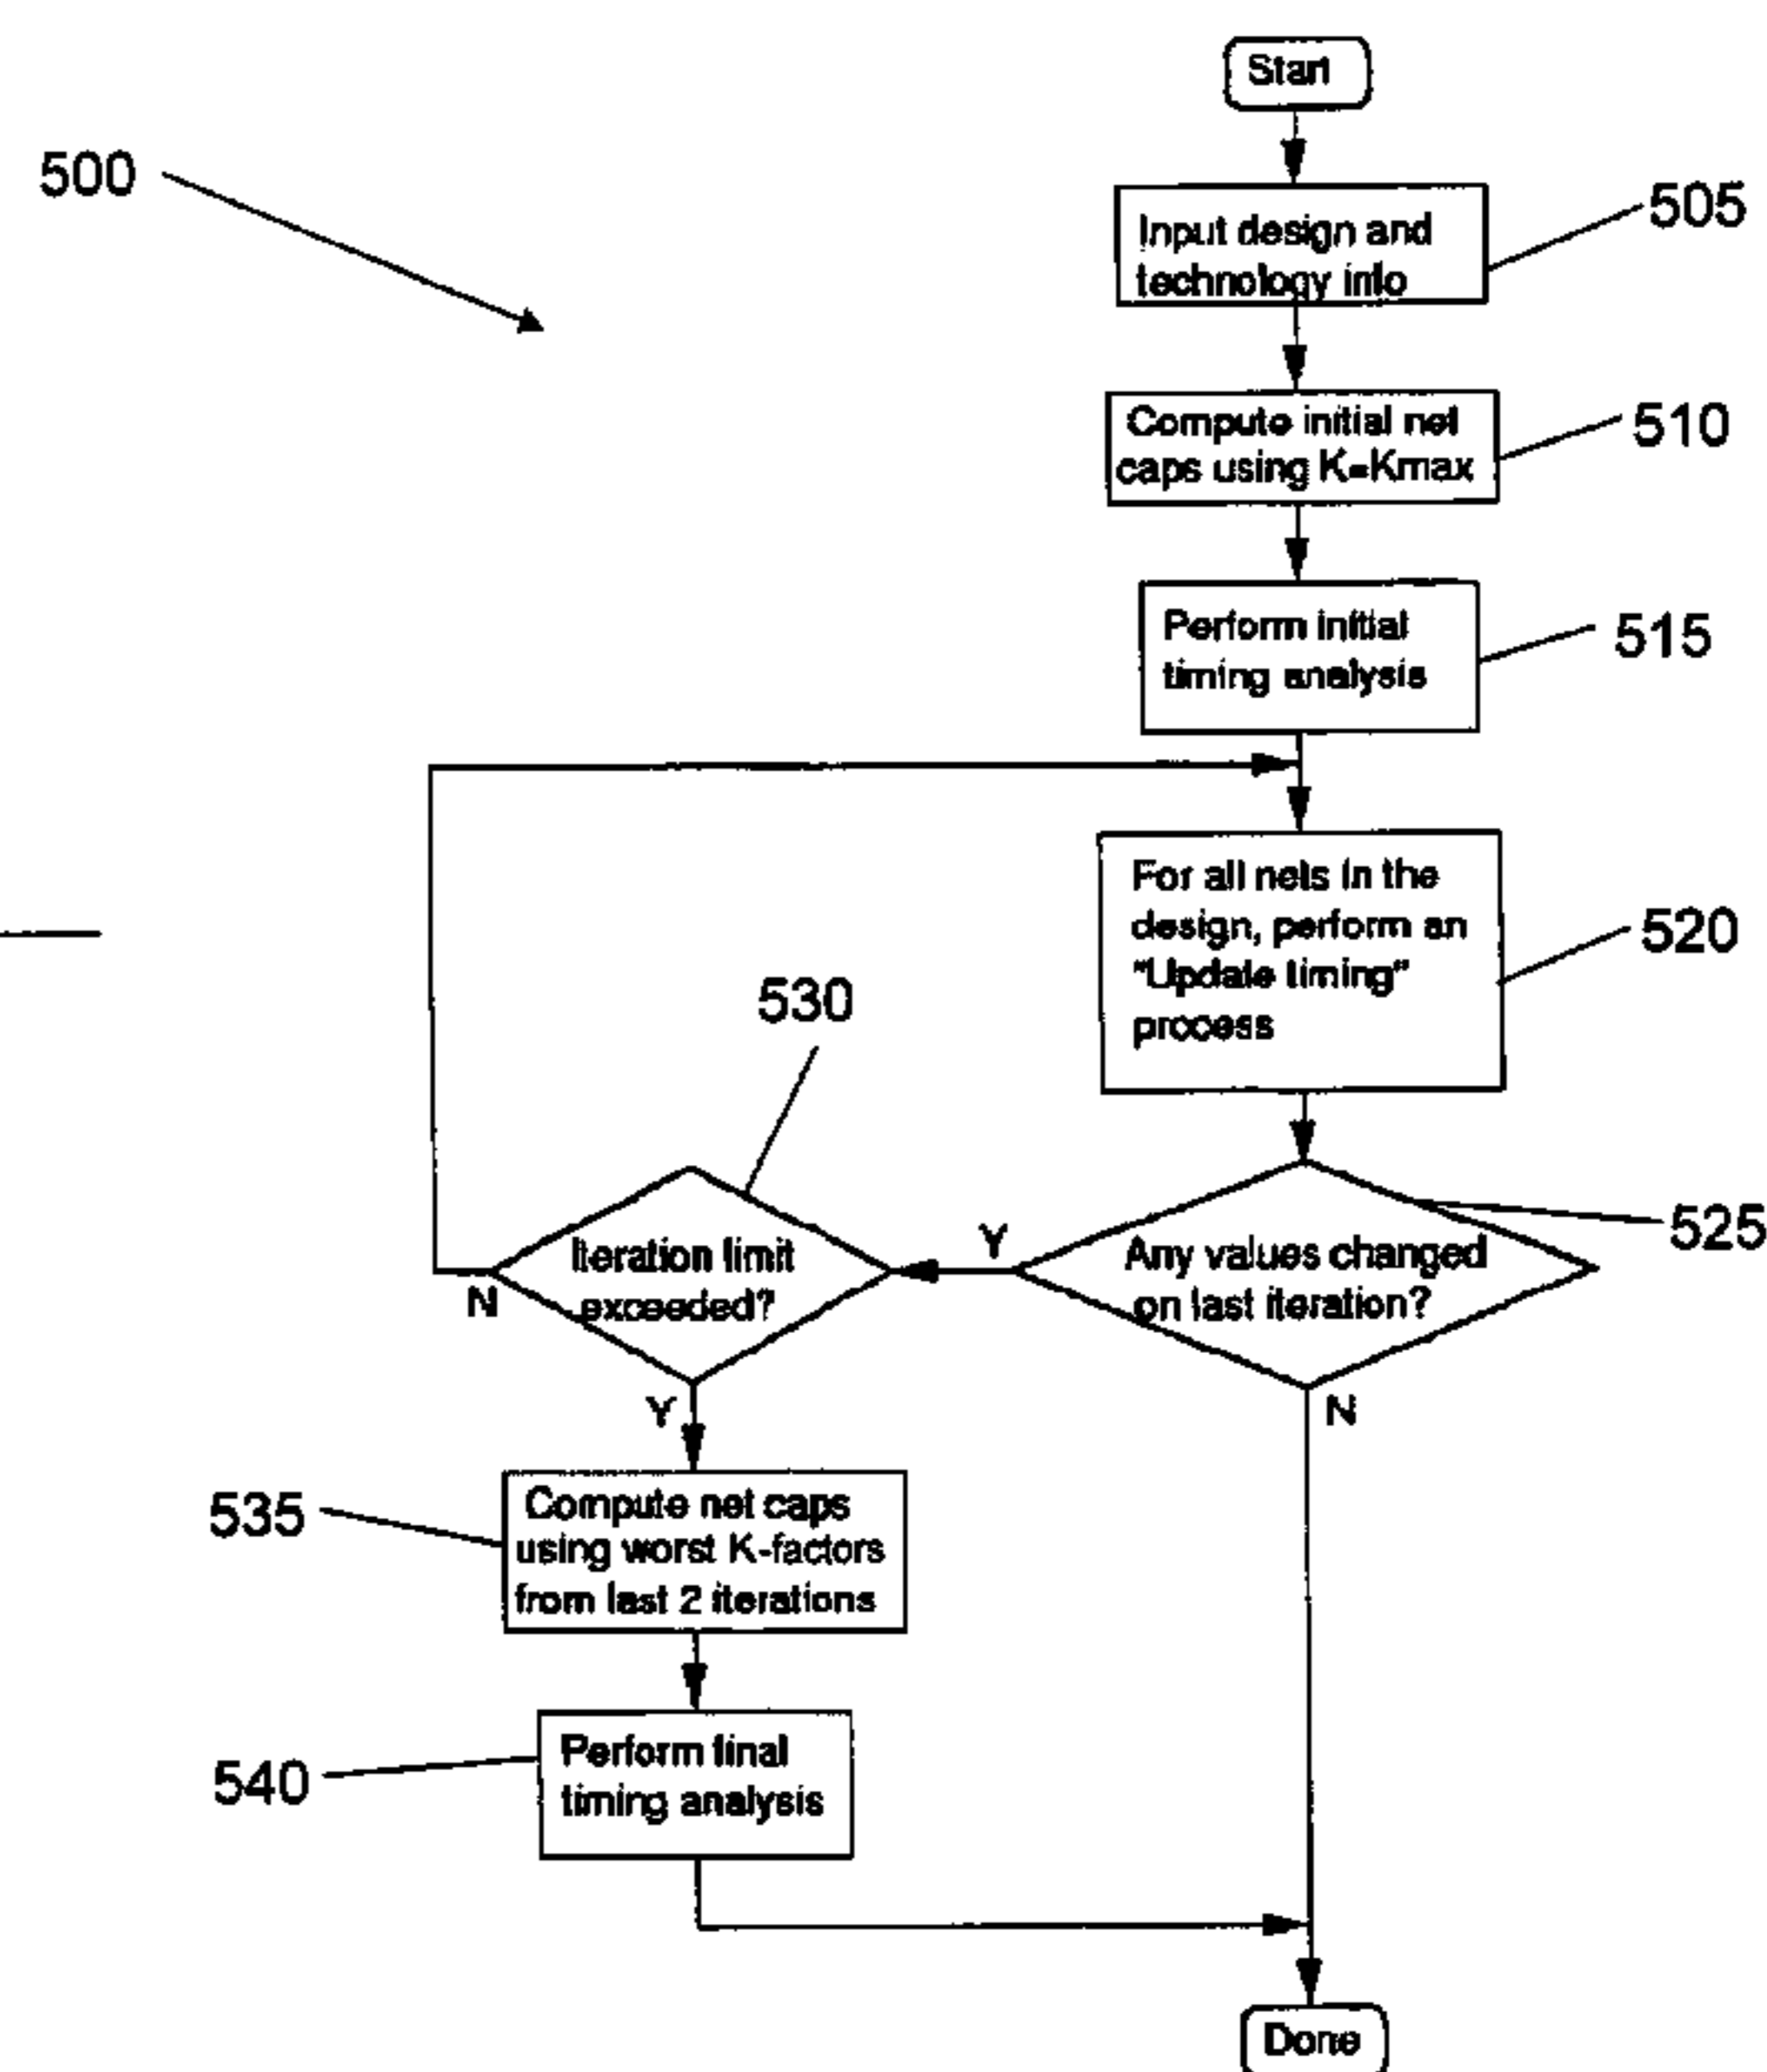 Start
500
505
Input design and
technology info
Compute initial net
caps using K=Kmax
510
Perform initial
timing analysis
515
For all nets in the
design, perform an
"Update timing"
process
520
530
525
Iteration limit
exceeded?
Y
Any values changed
on last iteration?
N
Y
N
535
Compute net caps
using worst K-factors
from last 2 iterations
540
Perform final
timing analysis
Done